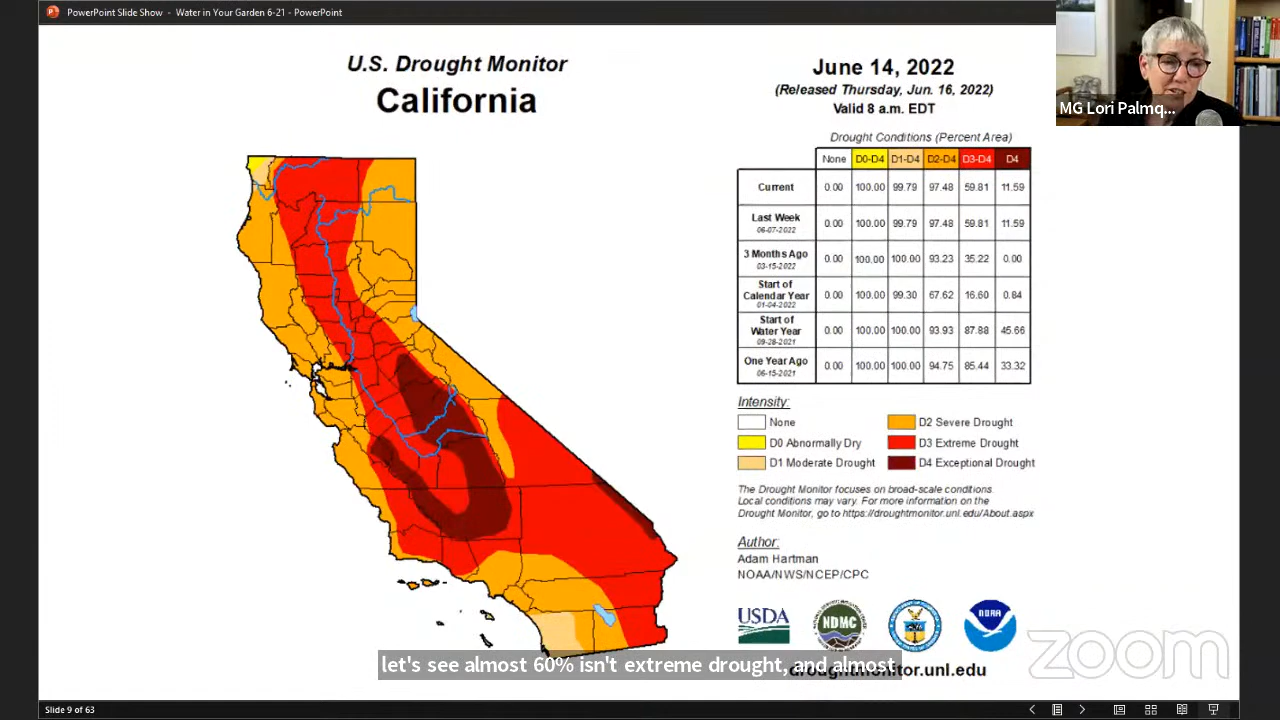 PowerPoint Slide Show - Water in Your Garden 6-21 - PowerPoint
MG Lori Palmq...
U.S. Drought Monitor
California
June 14, 2022
(Released Thursday, Jun. 16, 2022)
Valid 8 a.m. EDT
Drought Conditions (Percent Area)
None D0-D4 D1-D4 D2-D4 D3-D4 D4
Current 0.00 100.00 99.79 97.48 59.81 11.59
Last Week
06-07-2022 0.00 100.00 99.79 97.48 59.81 11.59
3 Months Ago
03-15-2022 0.00 100.00 100.00 93.23 35.22 0.00
Start of
Calendar Year
01-04-2022 0.00 100.00 99.30 67.62 16.60 0.84
Start of
Water Year
09-28-2021 0.00 100.00 100.00 93.93 87.88 45.66
One Year Ago
06-15-2021 0.00 100.00 100.00 94.75 85.44 33.32
Intensity:
None
D0 Abnormally Dry
D1 Moderate Drought
D2 Severe Drought
D3 Extreme Drought
D4 Exceptional Drought
The Drought Monitor focuses on broad-scale conditions.
Local conditions may vary. For more information on the
Drought Monitor, go to https://droughtmonitor.unl.edu/About.aspx
Author:
Adam Hartman
NOAA/NWS/NCEP/CPC
USDA
NDMC
NOAA
zoom
let's see almost 60% isn't extreme drought, and almost
droughtmonitor.unl.edu
Slide 9 of 63